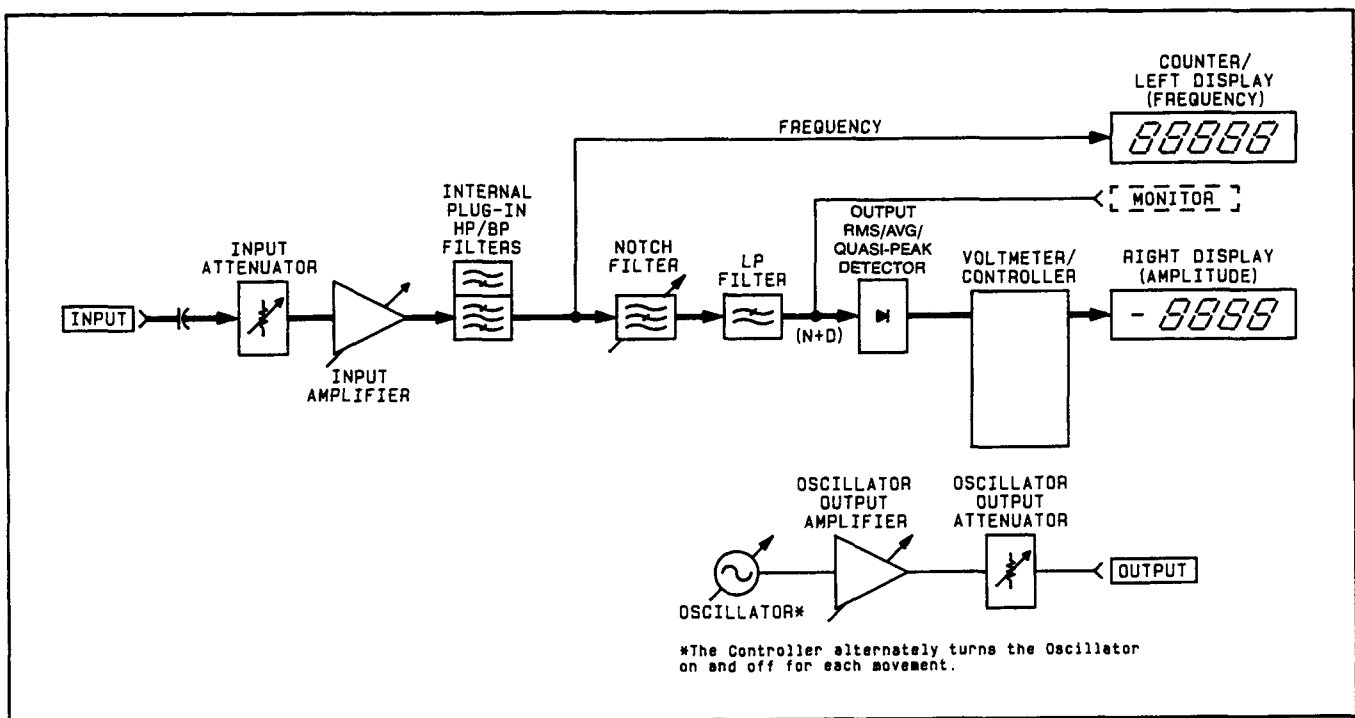 COUNTER/
LEFT DISPLAY
(FREQUENCY)
FREQUENCY
88888
MONITOR
INTERNAL
PLUG-IN
HP/BP
FILTERS
OUTPUT
RMS/AVG/
QUASI-PEAK
DETECTOR
INPUT
ATTENUATOR
NOTCH
FILTER
LP
FILTER
VOLTMETER/
CONTROLLER
RIGHT DISPLAY
(AMPLITUDE)
INPUT
(N+D)
- 8888
INPUT
AMPLIFIER
OSCILLATOR
OUTPUT
AMPLIFIER
OSCILLATOR
OUTPUT
ATTENUATOR
OUTPUT
OSCILLATOR*
*The Controller alternately turns the Oscillator
on and off for each movement.